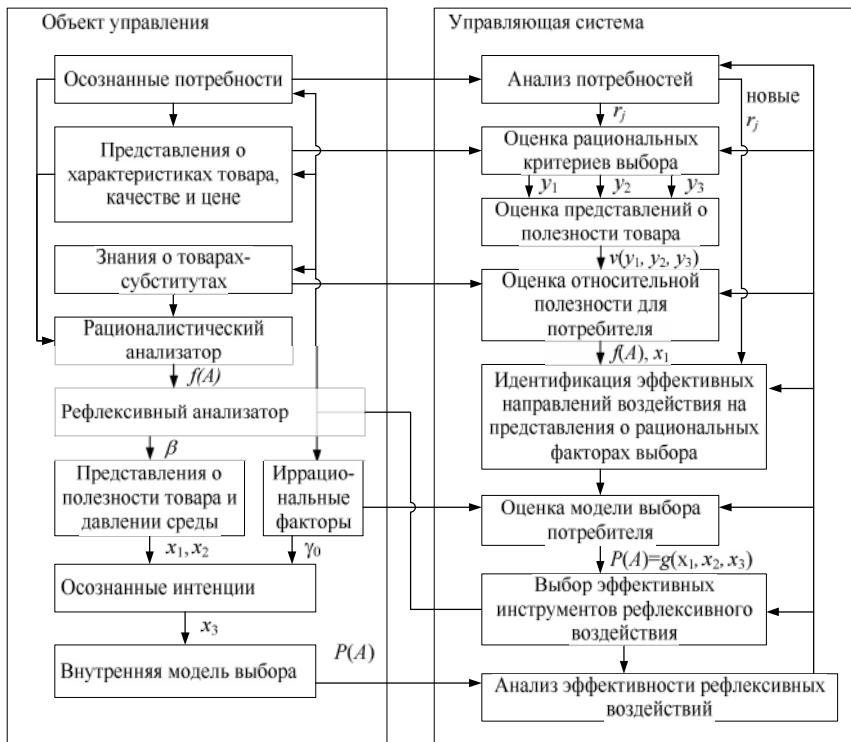 Объект управления
Осознанные потребности
Представления о
характеристиках товара,
качестве и цене
Знания о товарах-
субститутах
Рационалистический
анализатор
f(A)
Рефлексивный анализатор
β
Представления о
полезности товара и
давлении среды
Иррацио-
нальные
факторы
x₁, x₂
γ₀
Осознанные интенции
x₃
Внутренняя модель выбора
P(A)
Управляющая система
Анализ потребностей
новые
rⱼ
rⱼ
Оценка рациональных
критериев выбора
y₁ y₂ y₃
Оценка представлений о
полезности товара
v(y₁, y₂, y₃)
Оценка относительной
полезности для
потребителя
f(A), x₁
Идентификация эффективных
направлений воздействия на
представления о рациональных
факторах выбора
Оценка модели выбора
потребителя
P(A)=g(x₁, x₂, x₃)
Выбор эффективных
инструментов рефлексивного
воздействия
Анализ эффективности рефлексивных
воздействий